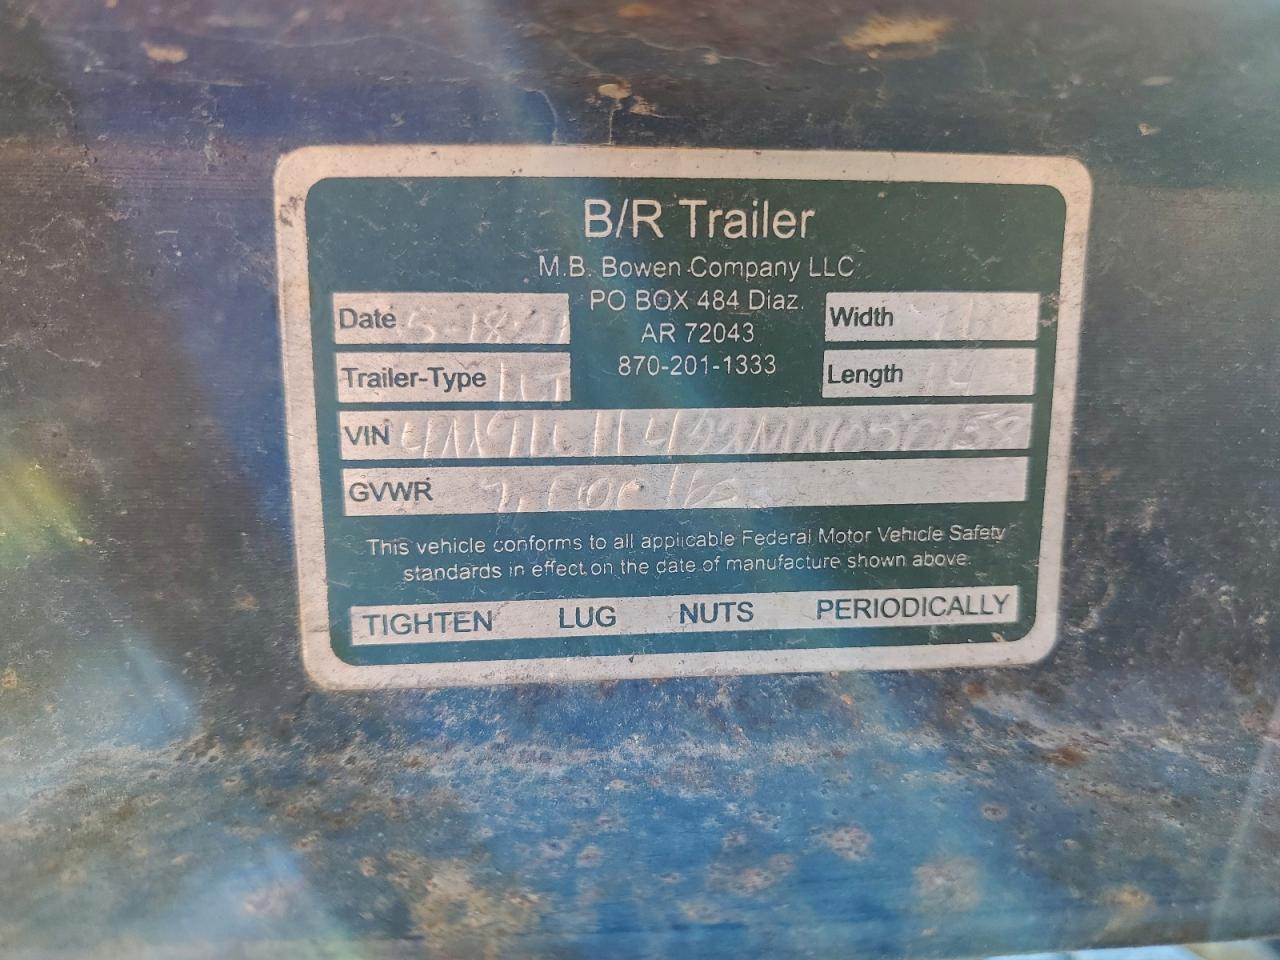 B/R Trailer
M.B. Bowen Company LLC
PO BOX 484 Diaz,
AR 72043
870-201-1333
Date
Trailer-Type
Width
Length
VIN
GVWR lbs
This vehicle conforms to all applicable Federal Motor Vehicle Safety
standards in effect on the date of manufacture shown above.
TIGHTEN LUG NUTS PERIODICALLY